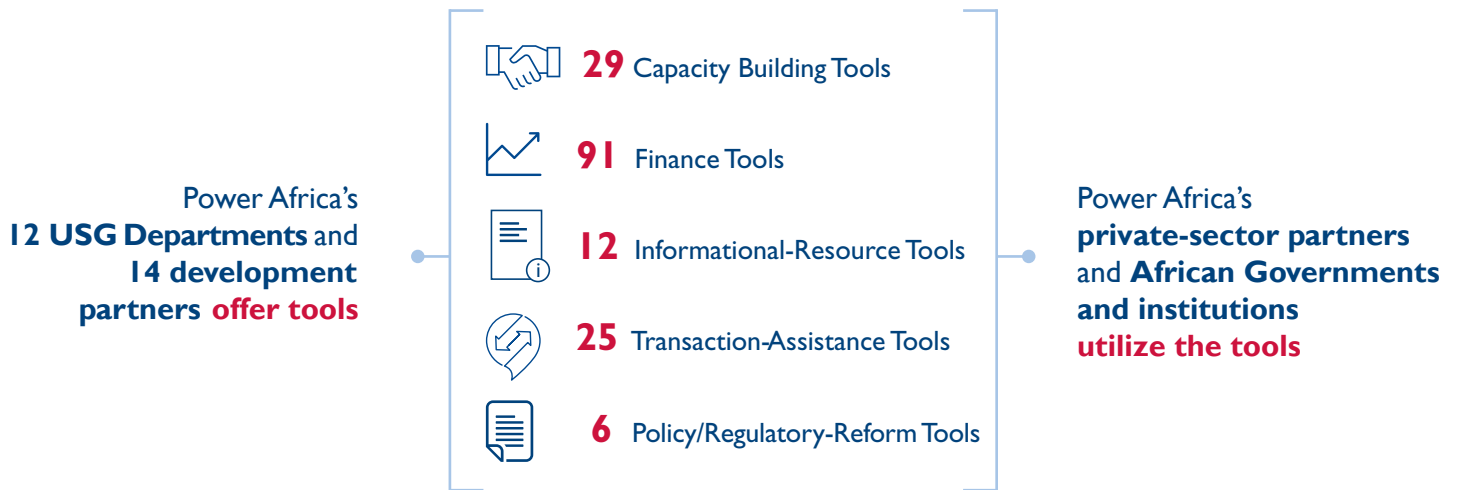 Power Africa’s
12 USG Departments and
14 development
partners offer tools
29 Capacity Building Tools
91 Finance Tools
12 Informational-Resource Tools
25 Transaction-Assistance Tools
6 Policy/Regulatory-Reform Tools
Power Africa’s
private-sector partners
and African Governments
and institutions
utilize the tools